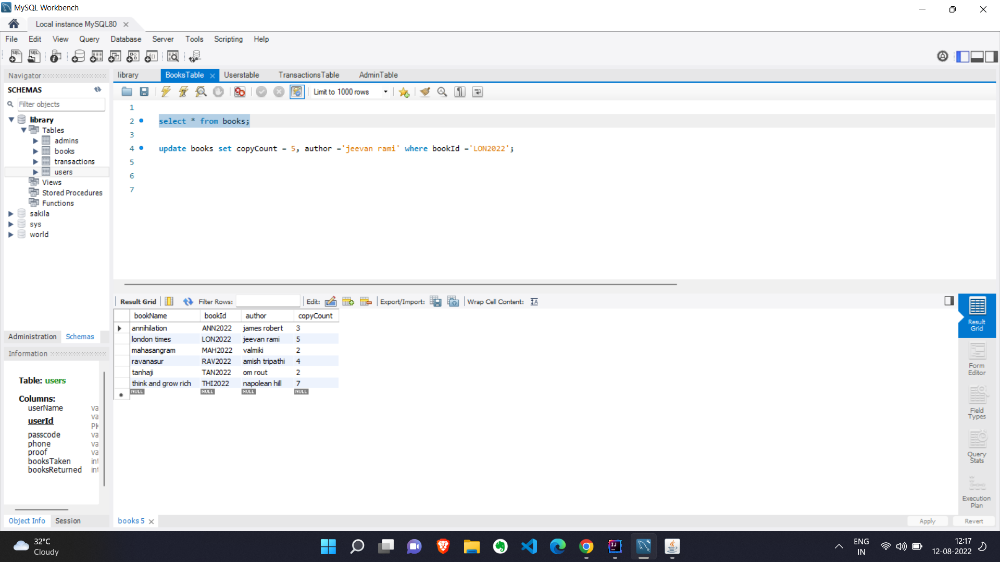 MySQL Workbench
Local instance MySQL80
File Edit View Query Database Server Tools Scripting Help
Navigator
SCHEMAS
Filter objects
library
Tables
admins
books
transactions
users
Views
Stored Procedures
Functions
sakila
sys
world
Administration Schemas
Information
Table: users
Columns:
userName va
userId va
PK
passcode va
phone va
proof va
booksTaken int
booksReturned int
Object Info Session
library BooksTable Userstable TransactionsTable AdminTable
Limit to 1000 rows
1
2 select * from books;
3
4 update books set copyCount = 5, author ='jeevan rami' where bookId ='LON2022';
5
6
7
Result Grid Filter Rows: Edit: Export/Import: Wrap Cell Content:
bookName bookId author copyCount
annihilation ANN2022 james robert 3
london times LON2022 jeevan rami 5
mahasangram MAH2022 valmiki 2
ravanasur RAV2022 amish tripathi 4
tanhaji TAN2022 om rout 2
think and grow rich THI2022 napolean hill 7
NULL NULL NULL NULL
Result
Grid
Form
Editor
Field
Types
Query
Stats
Execution
Plan
books 5
Apply Revert
32°C
Cloudy
ENG
IN
12:17
12-08-2022